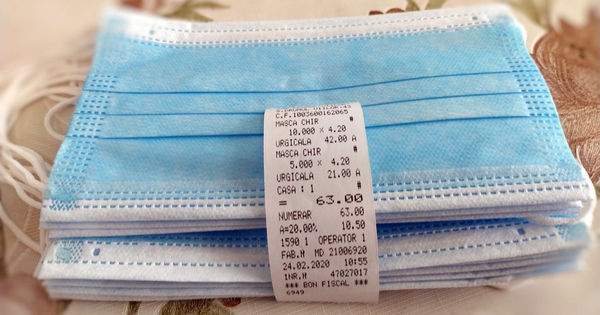 C.F.1003600162065
MASCA CHIR #
10.000 x 4.20
URGICALA 42.00 A
MASCA CHIR #
5.000 x 4.20
URGICALA 21.00 A
CASA : 1 #
= 63.00
NUMERAR 63.00
A=20.00% 10.50
1590 1 OPERATOR 1
FAB.N MD 21006920
24.02.2020 10:55
INR.N 47027017
*** BON FISCAL ***
6949